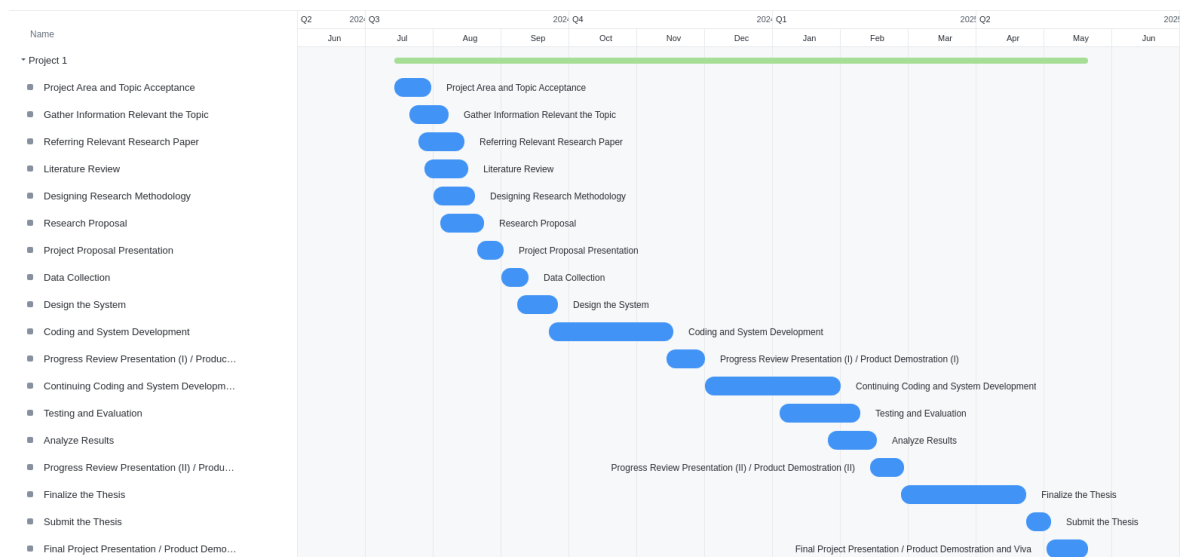 Q2 2024 Q3 2024 Q4 2024 Q1 2025 Q2 2025
Name
Jun Jul Aug Sep Oct Nov Dec Jan Feb Mar Apr May Jun
Project 1
Project Area and Topic Acceptance Project Area and Topic Acceptance
Gather Information Relevant the Topic Gather Information Relevant the Topic
Referring Relevant Research Paper Referring Relevant Research Paper
Literature Review Literature Review
Designing Research Methodology Designing Research Methodology
Research Proposal Research Proposal
Project Proposal Presentation Project Proposal Presentation
Data Collection Data Collection
Design the System Design the System
Coding and System Development Coding and System Development
Progress Review Presentation (I) / Produc... Progress Review Presentation (I) / Product Demostration (I)
Continuing Coding and System Developm... Continuing Coding and System Development
Testing and Evaluation Testing and Evaluation
Analyze Results Analyze Results
Progress Review Presentation (II) / Produ... Progress Review Presentation (II) / Product Demostration (II)
Finalize the Thesis Finalize the Thesis
Submit the Thesis Submit the Thesis
Final Project Presentation / Product Demo... Final Project Presentation / Product Demostration and Viva